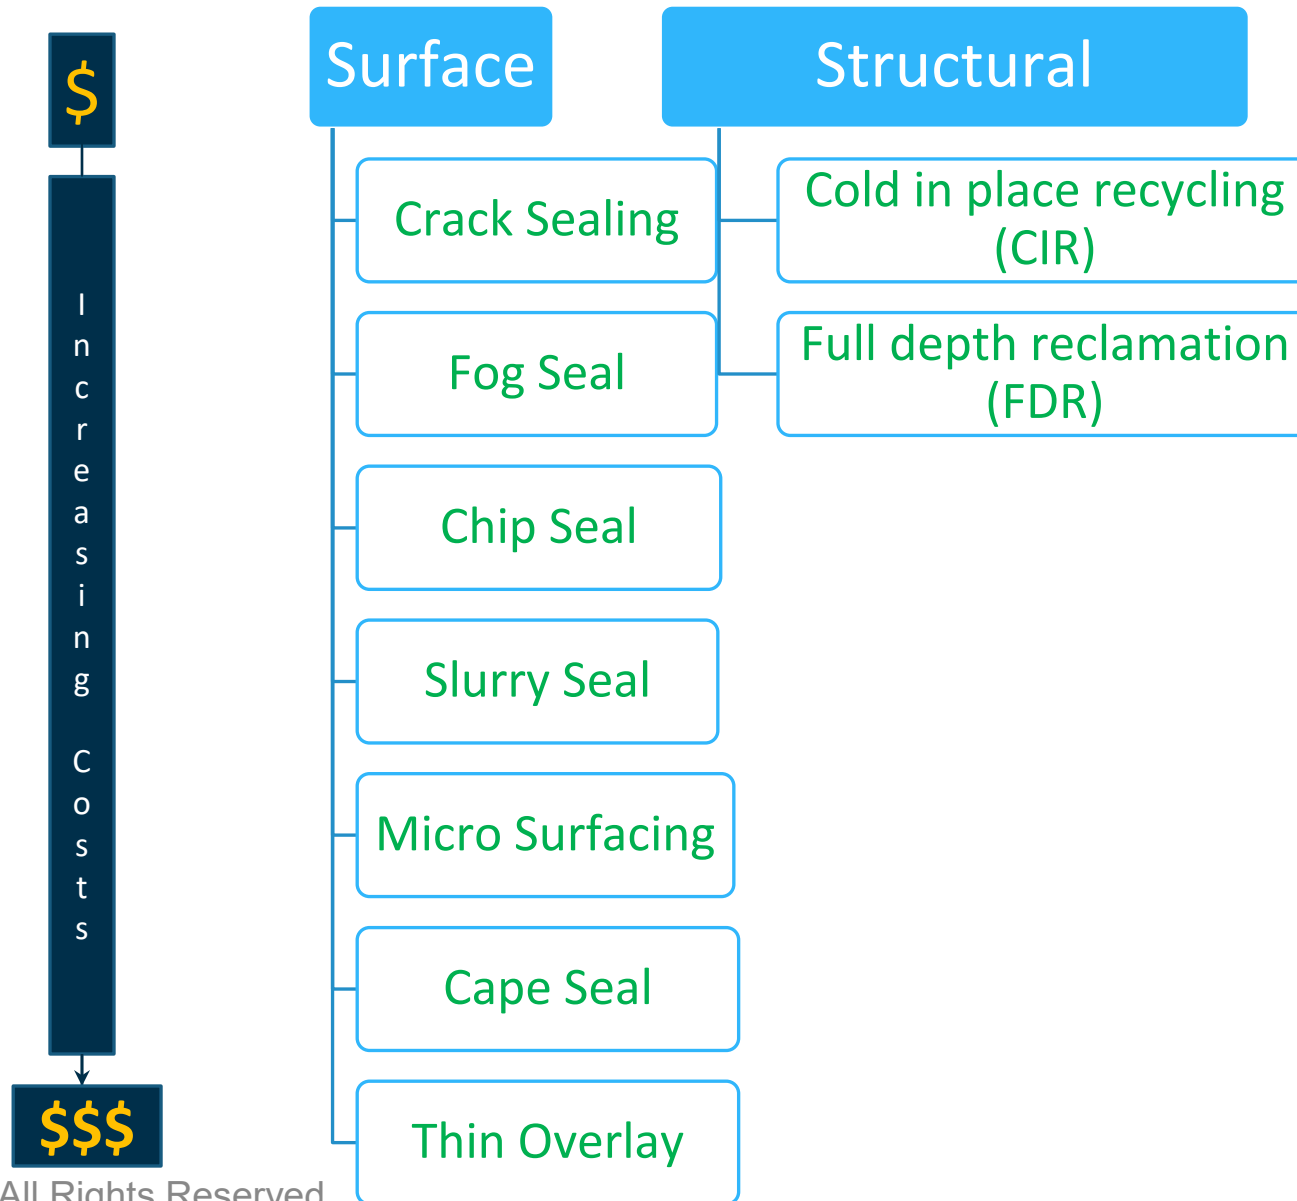 $
Increasing Costs
$$$
Surface
Crack Sealing
Fog Seal
Chip Seal
Slurry Seal
Micro Surfacing
Cape Seal
Thin Overlay
Structural
Cold in place recycling
(CIR)
Full depth reclamation
(FDR)
All Rights Reserved